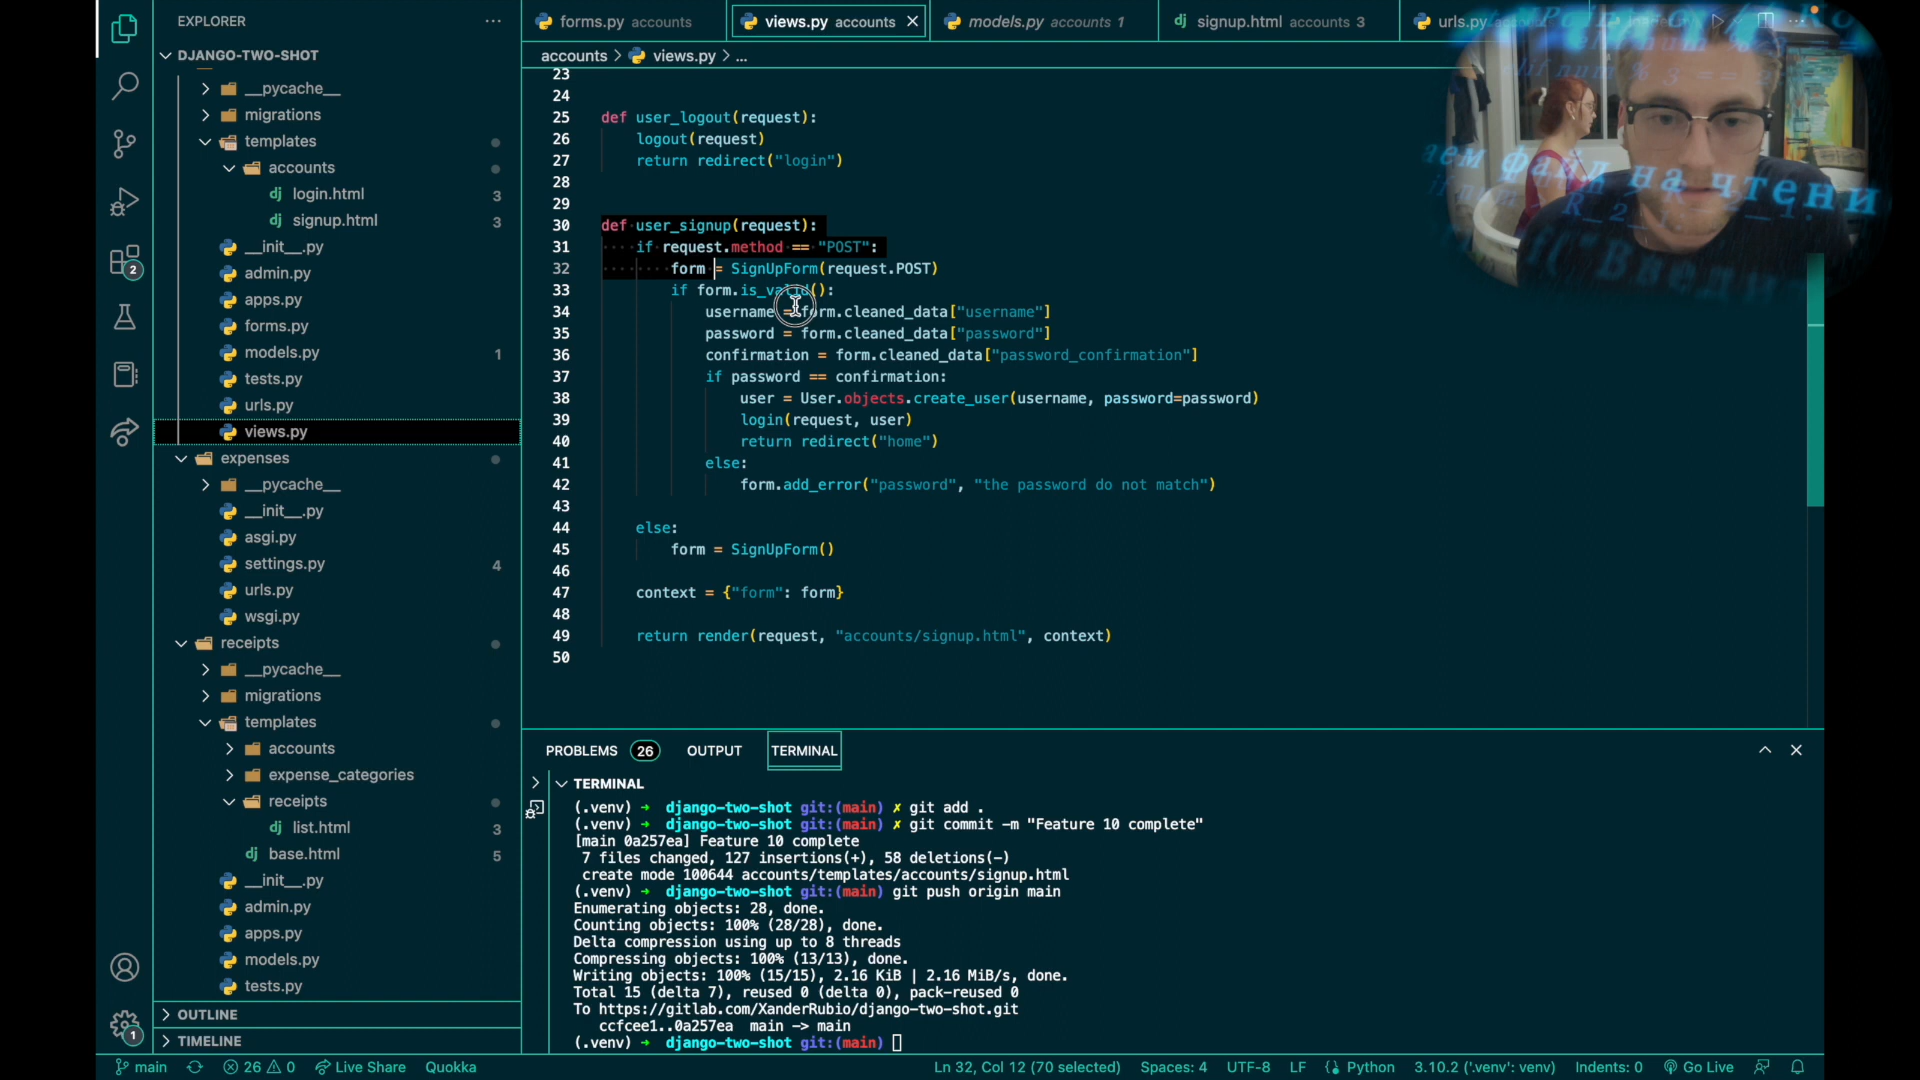 EXPLORER
DJANGO-TWO-SHOT
__pycache__
migrations
templates
accounts
login.html 3
signup.html 3
__init__.py
admin.py
apps.py
forms.py
models.py 1
tests.py
urls.py
views.py
expenses
__pycache__
__init__.py
asgi.py
settings.py 4
urls.py
wsgi.py
receipts
__pycache__
migrations
templates
accounts
expense_categories
receipts
list.html 3
base.html 5
__init__.py
admin.py
apps.py
models.py
tests.py
OUTLINE
TIMELINE
2
1
forms.py accounts
views.py accounts
models.py accounts 1
signup.html accounts 3
urls.py
accounts > views.py > ...
23
24
25 def user_logout(request):
26 logout(request)
27 return redirect("login")
28
29
30 def user_signup(request):
31 ····if·request.method·==·"POST":
32 ········form·= SignUpForm(request.POST)
33 if form.is_valid():
34 username = form.cleaned_data["username"]
35 password = form.cleaned_data["password"]
36 confirmation = form.cleaned_data["password_confirmation"]
37 if password == confirmation:
38 user = User.objects.create_user(username, password=password)
39 login(request, user)
40 return redirect("home")
41 else:
42 form.add_error("password", "the password do not match")
43
44 else:
45 form = SignUpForm()
46
47 context = {"form": form}
48
49 return render(request, "accounts/signup.html", context)
50
elif num % 3 == 2
аем файл на чтени
PROBLEMS 26 OUTPUT TERMINAL
TERMINAL
(.venv) → django-two-shot git:(main) ✗ git add .
(.venv) → django-two-shot git:(main) ✗ git commit -m "Feature 10 complete"
[main 0a257ea] Feature 10 complete
7 files changed, 127 insertions(+), 58 deletions(-)
create mode 100644 accounts/templates/accounts/signup.html
(.venv) → django-two-shot git:(main) git push origin main
Enumerating objects: 28, done.
Counting objects: 100% (28/28), done.
Delta compression using up to 8 threads
Compressing objects: 100% (13/13), done.
Writing objects: 100% (15/15), 2.16 KiB | 2.16 MiB/s, done.
Total 15 (delta 7), reused 0 (delta 0), pack-reused 0
To https://gitlab.com/XanderRubio/django-two-shot.git
ccfcee1..0a257ea main -> main
(.venv) → django-two-shot git:(main)
main 26 0 Live Share Quokka Ln 32, Col 12 (70 selected) Spaces: 4 UTF-8 LF Python 3.10.2 ('.venv': venv) Indents: 0 Go Live